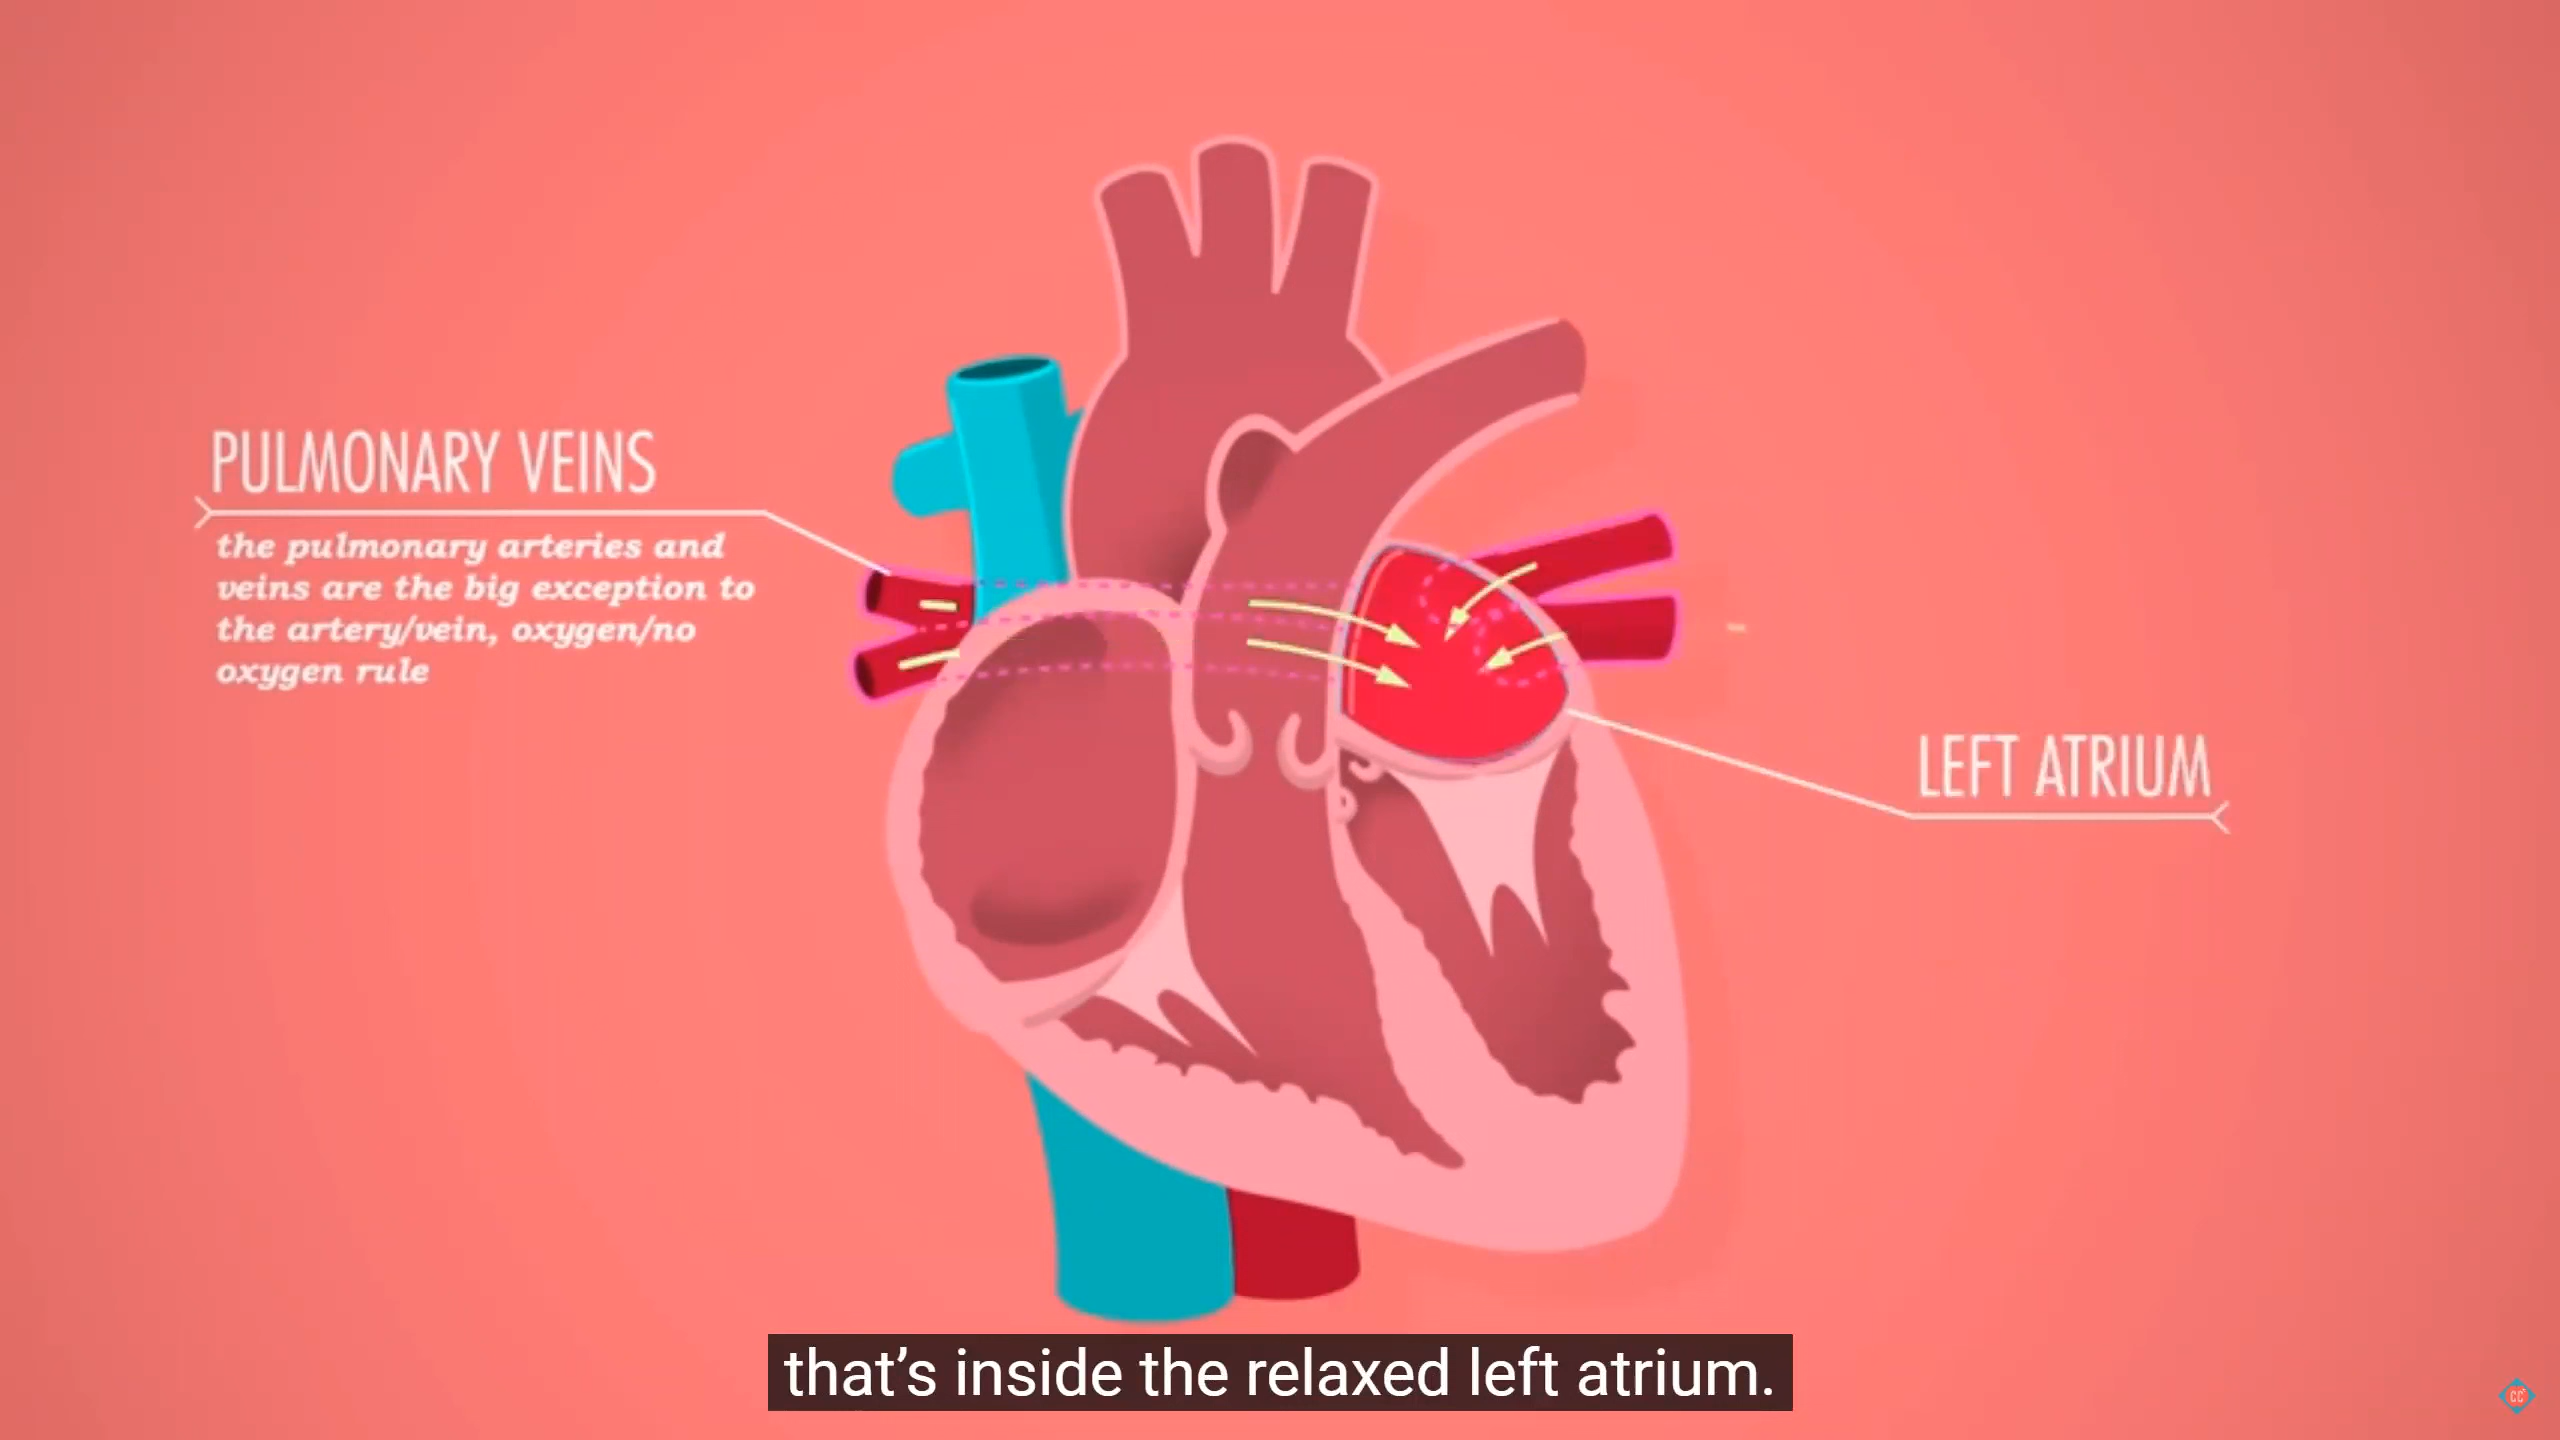 PULMONARY VEINS
the pulmonary arteries and
veins are the big exception to
the artery/vein, oxygen/no
oxygen rule
LEFT ATRIUM
that’s inside the relaxed left atrium.
CC